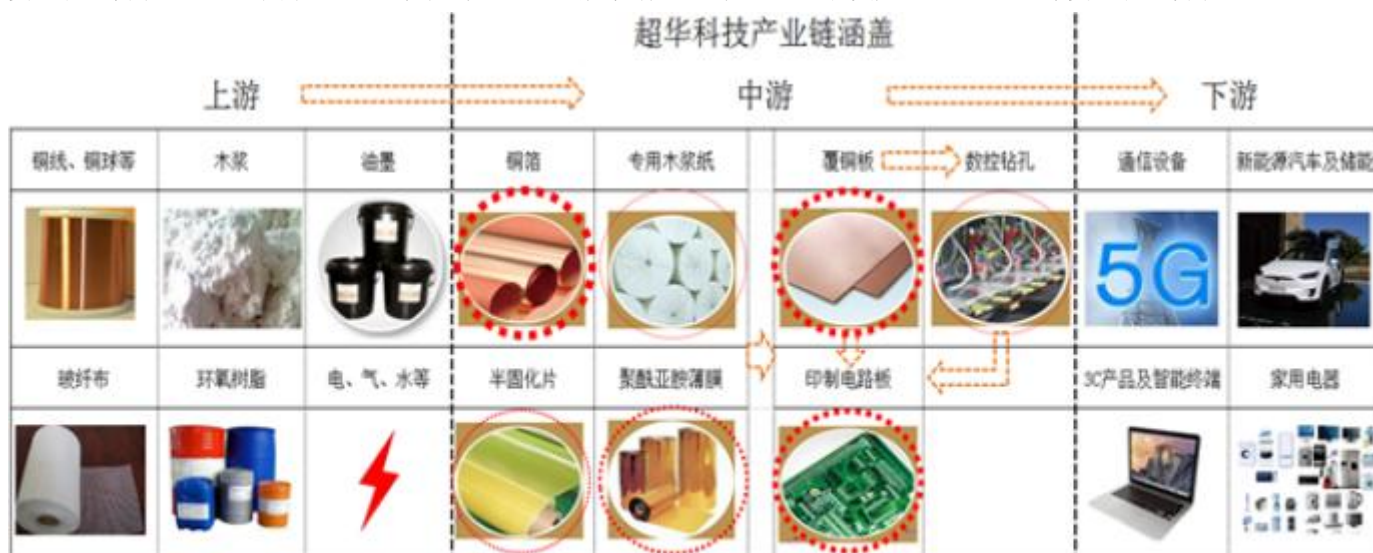 超华科技产业链涵盖
上游 中游 下游
铜线、铜球等 木浆 油墨 铜箔 专用木浆纸 覆铜板 数控钻孔 通信设备 新能源汽车及储能
5G
玻纤布 环氧树脂 电、气、水等 半固化片 聚酰亚胺薄膜 印制电路板 3C产品及智能终端 家用电器